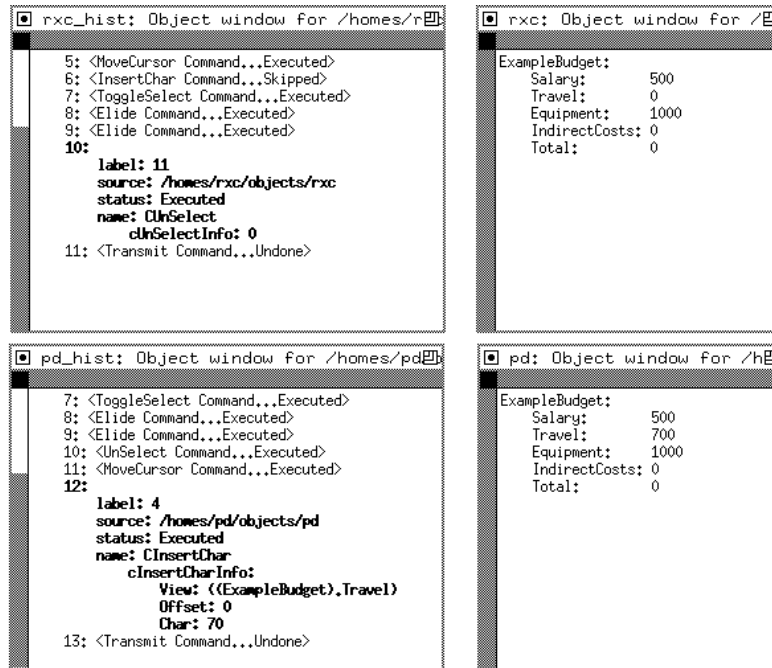 rxc_hist: Object window for /homes/r
5: <MoveCursor Command...Executed>
6: <InsertChar Command...Skipped>
7: <ToggleSelect Command...Executed>
8: <Elide Command...Executed>
9: <Elide Command...Executed>
10:
label: 11
source: /homes/rxc/objects/rxc
status: Executed
name: CUnSelect
cUnSelectInfo: 0
11: <Transmit Command...Undone>
rxc: Object window for /
ExampleBudget:
Salary: 500
Travel: 0
Equipment: 1000
IndirectCosts: 0
Total: 0
pd_hist: Object window for /homes/pd
7: <ToggleSelect Command...Executed>
8: <Elide Command...Executed>
9: <Elide Command...Executed>
10: <UnSelect Command...Executed>
11: <MoveCursor Command...Executed>
12:
label: 4
source: /homes/pd/objects/pd
status: Executed
name: CInsertChar
cInsertCharInfo:
View: ((ExampleBudget).Travel)
Offset: 0
Char: 70
13: <Transmit Command...Undone>
pd: Object window for /h
ExampleBudget:
Salary: 500
Travel: 700
Equipment: 1000
IndirectCosts: 0
Total: 0